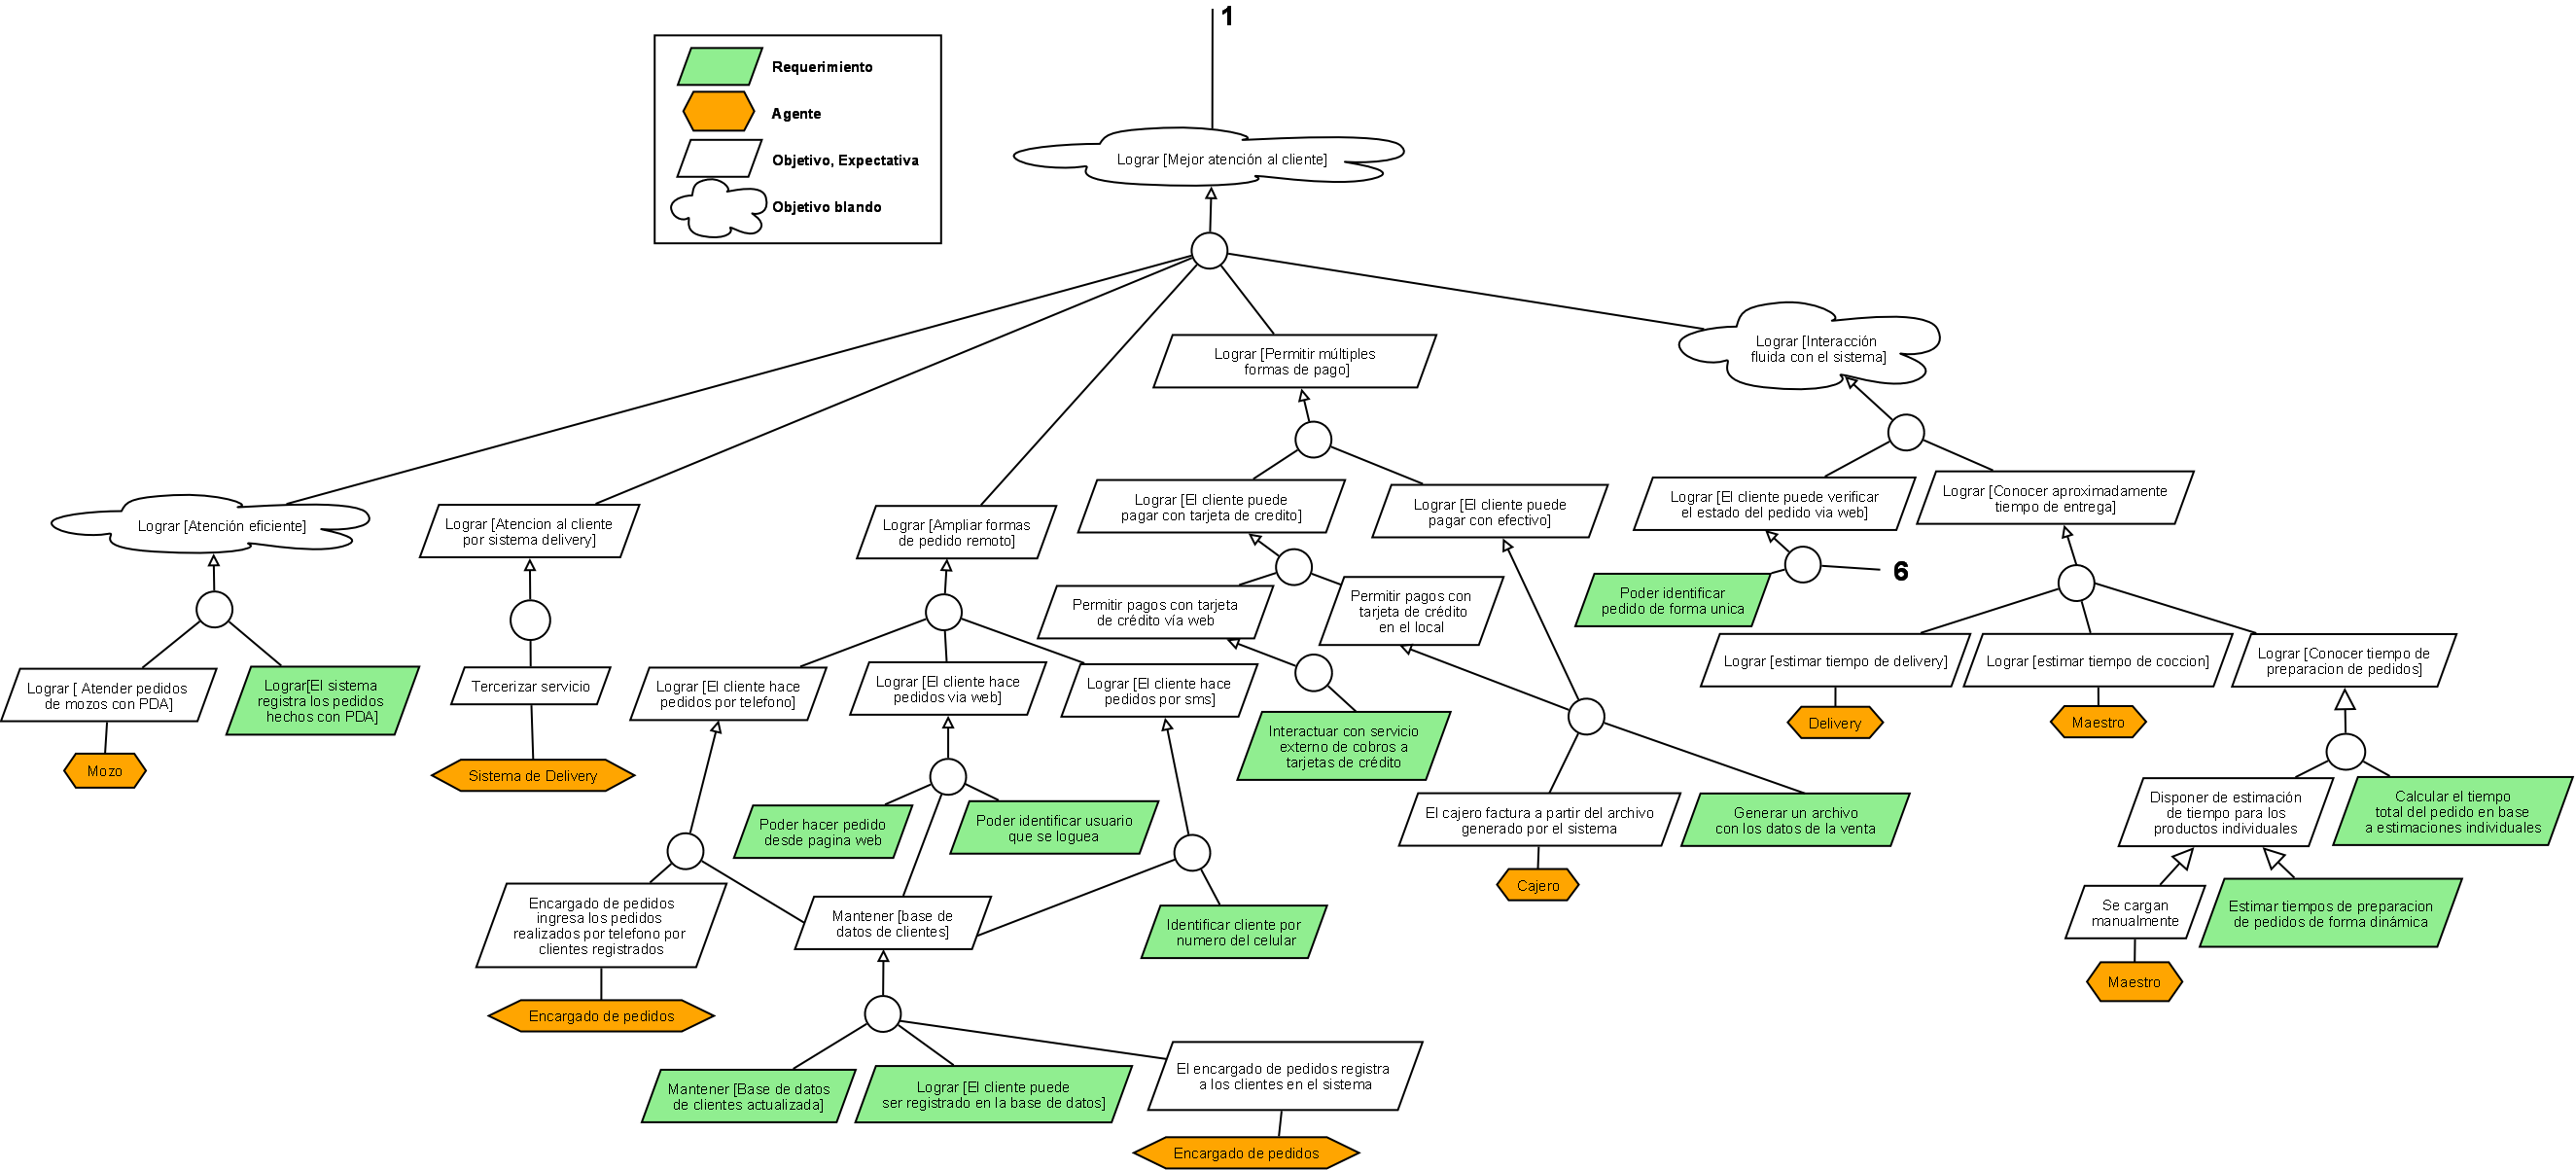 1
Requerimiento
Agente
Objetivo, Expectativa
Objetivo blando
Lograr [Mejor atención al cliente]
Lograr [Permitir múltiples
formas de pago]
Lograr [Interacción
fluida con el sistema]
Lograr [Atención eficiente]
Lograr [Atencion al cliente
por sistema delivery]
Lograr [Ampliar formas
de pedido remoto]
Lograr [El cliente puede
pagar con tarjeta de credito]
Lograr [El cliente puede
pagar con efectivo]
Lograr [El cliente puede verificar
el estado del pedido via web]
Lograr [Conocer aproximadamente
tiempo de entrega]
6
Permitir pagos con tarjeta
de crédito vía web
Permitir pagos con
tarjeta de crédito
en el local
Poder identificar
pedido de forma unica
Lograr [ Atender pedidos
de mozos con PDA]
Lograr[El sistema
registra los pedidos
hechos con PDA]
Tercerizar servicio
Lograr [El cliente hace
pedidos por telefono]
Lograr [El cliente hace
pedidos via web]
Lograr [El cliente hace
pedidos por sms]
Lograr [estimar tiempo de delivery]
Lograr [estimar tiempo de coccion]
Lograr [Conocer tiempo de
preparacion de pedidos]
Mozo
Sistema de Delivery
Interactuar con servicio
externo de cobros a
tarjetas de crédito
Delivery
Maestro
Poder hacer pedido
desde pagina web
Poder identificar usuario
que se loguea
El cajero factura a partir del archivo
generado por el sistema
Generar un archivo
con los datos de la venta
Disponer de estimación
de tiempo para los
productos individuales
Calcular el tiempo
total del pedido en base
a estimaciones individuales
Cajero
Encargado de pedidos
ingresa los pedidos
realizados por telefono por
clientes registrados
Mantener [base de
datos de clientes]
Identificar cliente por
numero del celular
Se cargan
manualmente
Estimar tiempos de preparacion
de pedidos de forma dinámica
Maestro
Encargado de pedidos
Mantener [Base de datos
de clientes actualizada]
Lograr [El cliente puede
ser registrado en la base de datos]
El encargado de pedidos registra
a los clientes en el sistema
Encargado de pedidos